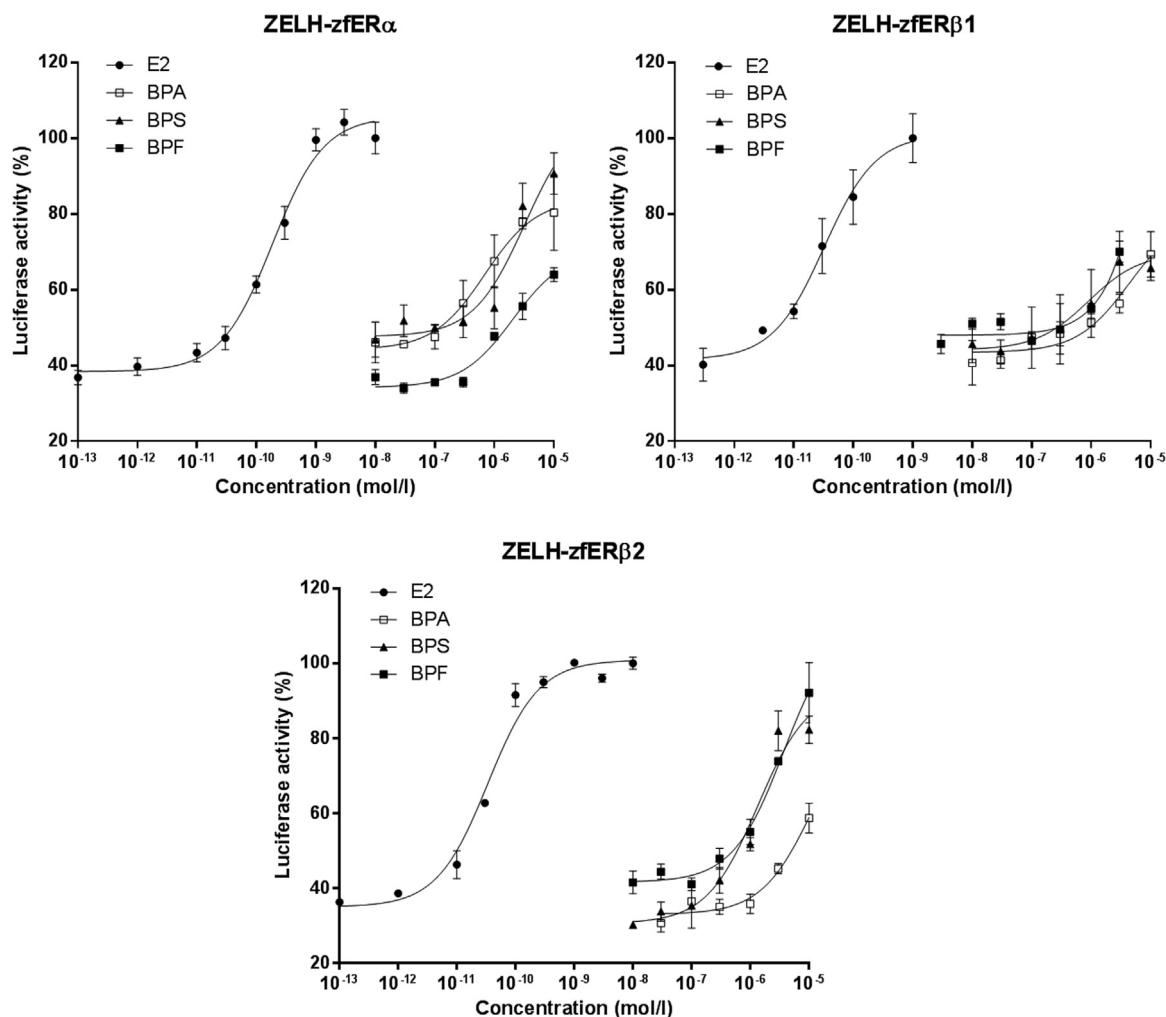 ZELH-zfERα
120
100
80
60
40
20
Luciferase activity (%)
E2
BPA
BPS
BPF
10-13 10-12 10-11 10-10 10-9 10-8 10-7 10-6 10-5
Concentration (mol/l)
ZELH-zfERβ1
120
100
80
60
40
20
Luciferase activity (%)
E2
BPA
BPS
BPF
10-13 10-12 10-11 10-10 10-9 10-8 10-7 10-6 10-5
Concentration (mol/l)
ZELH-zfERβ2
120
100
80
60
40
20
Luciferase activity (%)
E2
BPA
BPS
BPF
10-13 10-12 10-11 10-10 10-9 10-8 10-7 10-6 10-5
Concentration (mol/l)